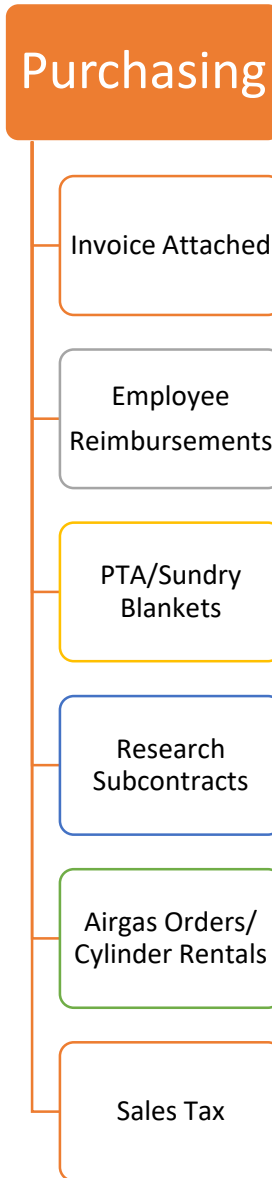 Purchasing
Invoice Attached
Employee
Reimbursements
PTA/Sundry
Blankets
Research
Subcontracts
Airgas Orders/
Cylinder Rentals
Sales Tax